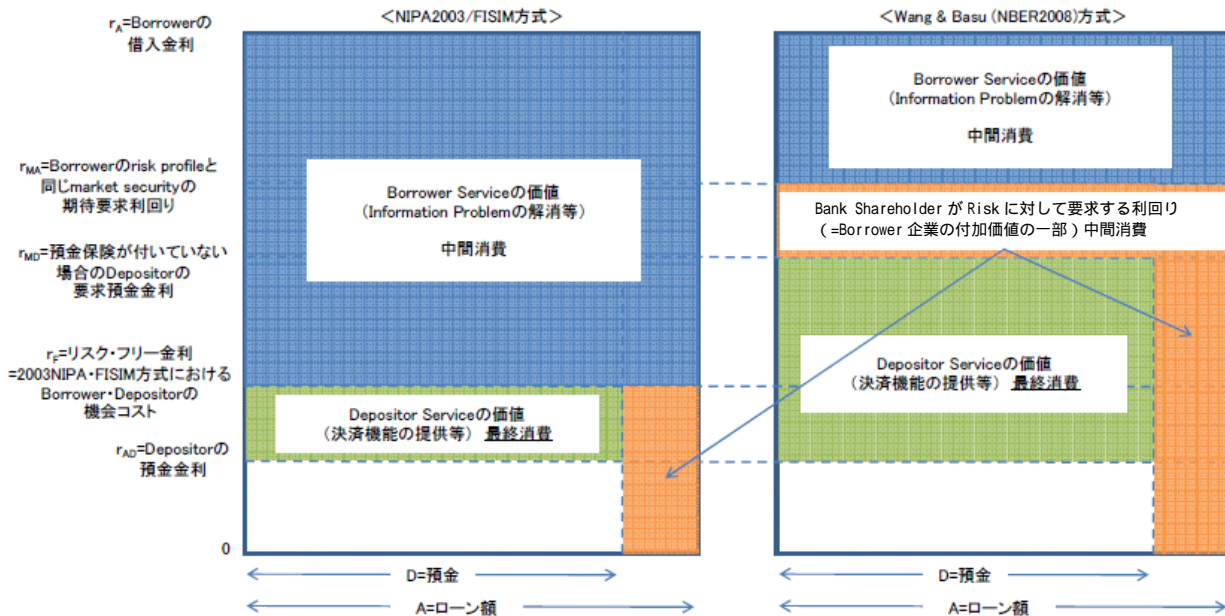 <NIPA2003/FISIM方式>
<Wang & Basu (NBER2008)方式>
r_A=Borrowerの
借入金利
r_MA=Borrowerのrisk profileと
同じmarket securityの
期待要求利回り
r_MD=預金保険が付いていない
場合のDepositorの
要求預金金利
r_F=リスク・フリー金利
=2003NIPA・FISIM方式における
Borrower・Depositorの
機会コスト
r_AD=Depositorの
預金金利
0
Borrower Serviceの価値
(Information Problemの解消等)
中間消費
Depositor Serviceの価値
(決済機能の提供等) 最終消費
D=預金
A=ローン額
Borrower Serviceの価値
(Information Problemの解消等)
中間消費
Bank Shareholder が Risk に対して要求する利回り
(=Borrower 企業の付加価値の一部)中間消費
Depositor Serviceの価値
(決済機能の提供等) 最終消費
D=預金
A=ローン額